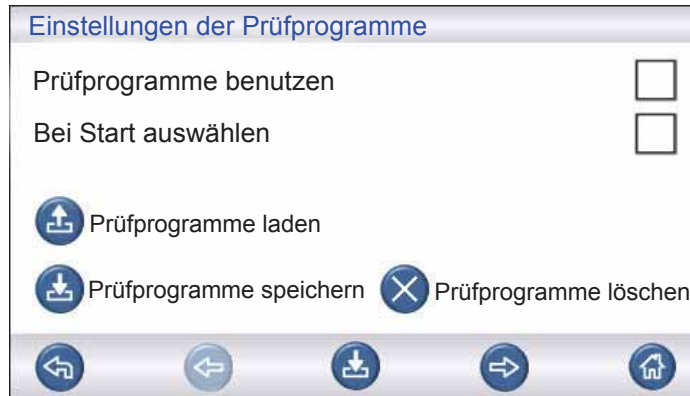 Einstellungen der Prüfprogramme
Prüfprogramme benutzen
Bei Start auswählen
Prüfprogramme laden
Prüfprogramme speichern Prüfprogramme löschen